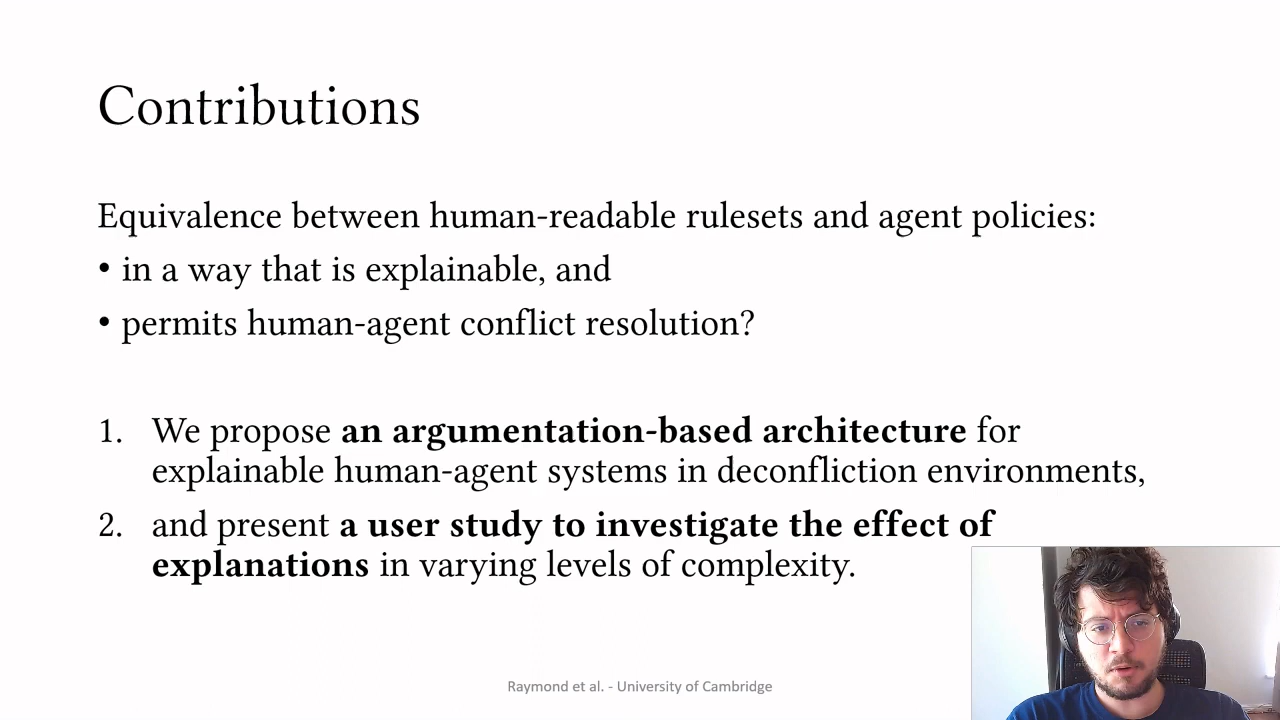 Contributions
Equivalence between human-readable rulesets and agent policies:
• in a way that is explainable, and
• permits human-agent conflict resolution?
1. We propose an argumentation-based architecture for
explainable human-agent systems in deconfliction environments,
2. and present a user study to investigate the effect of
explanations in varying levels of complexity.
Raymond et al. - University of Cambridge